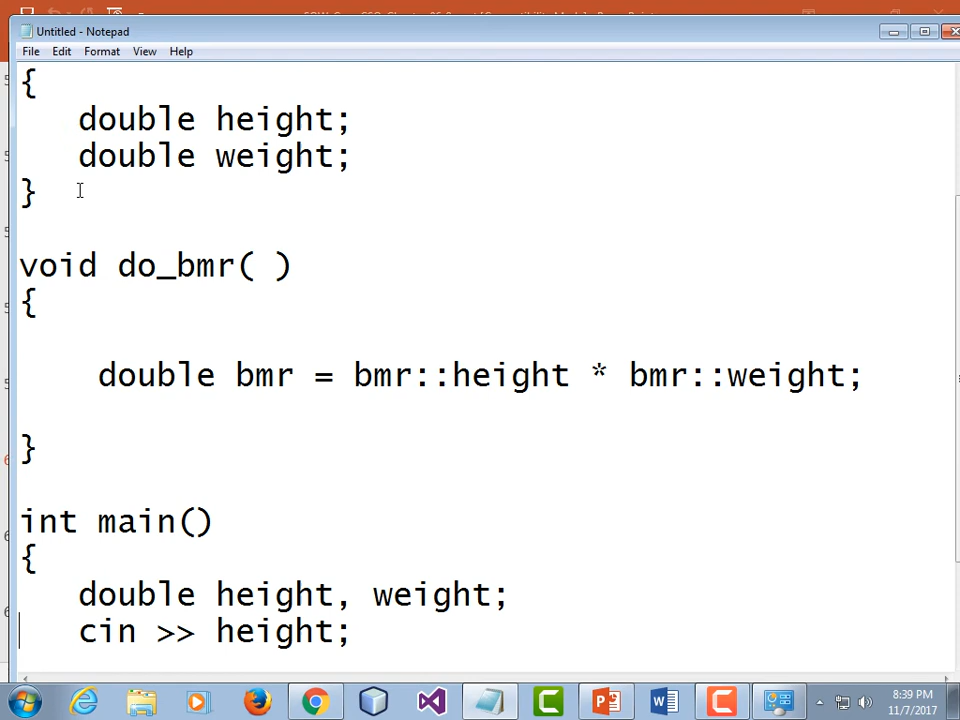 Untitled - Notepad
File Edit Format View Help
{
double height;
double weight;
}
void do_bmr( )
{
double bmr = bmr::height * bmr::weight;
}
int main()
{
double height, weight;
cin >> height;
8:39 PM
11/7/2017